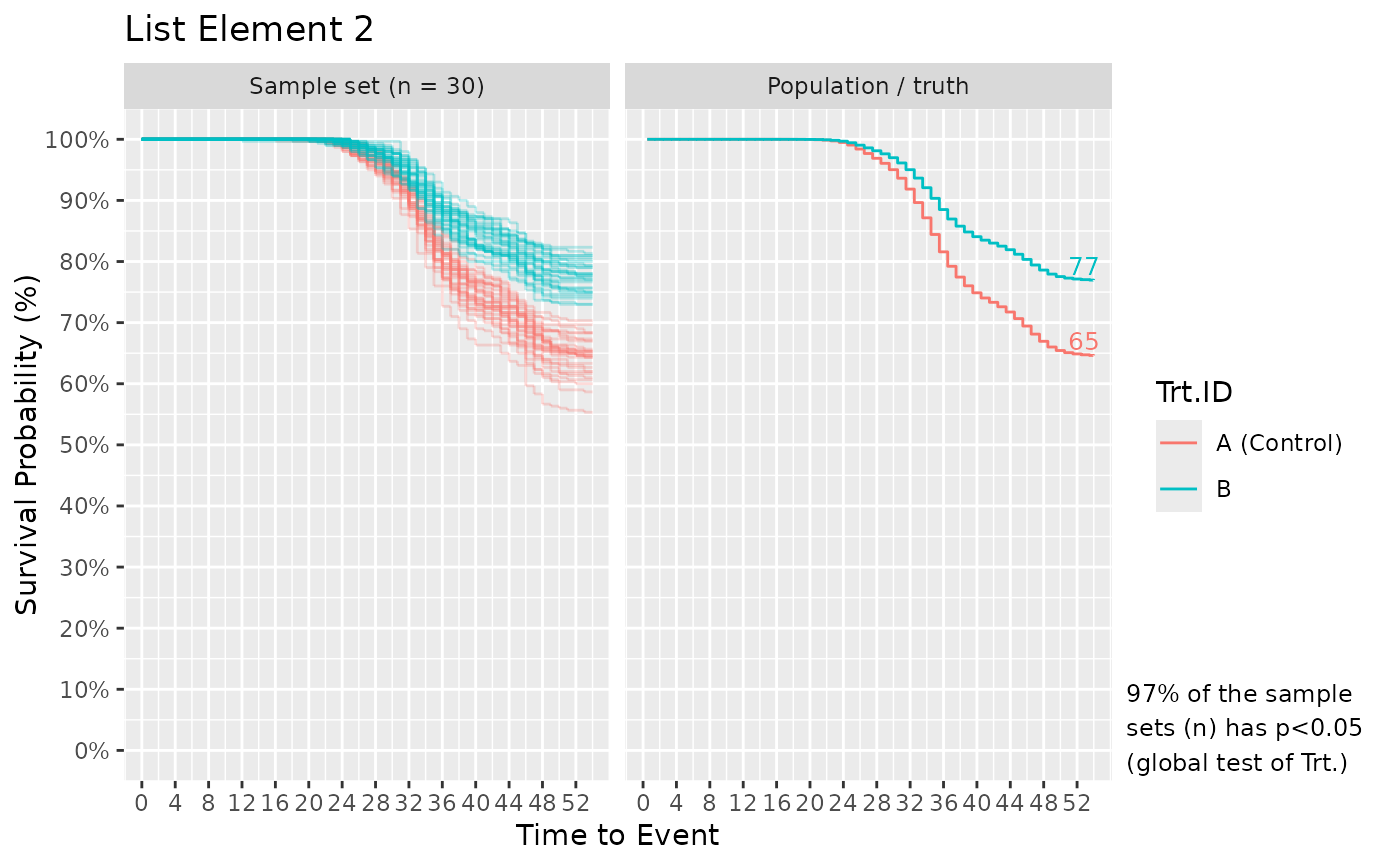 List Element 2
Sample set (n = 30)
Population / truth
100%
90%
80%
70%
60%
50%
40%
30%
20%
10%
0%
Survival Probability (%)
77
65
0 4 8 12 16 20 24 28 32 36 40 44 48 52
0 4 8 12 16 20 24 28 32 36 40 44 48 52
Time to Event
Trt.ID
A (Control)
B
97% of the sample
sets (n) has p<0.05
(global test of Trt.)